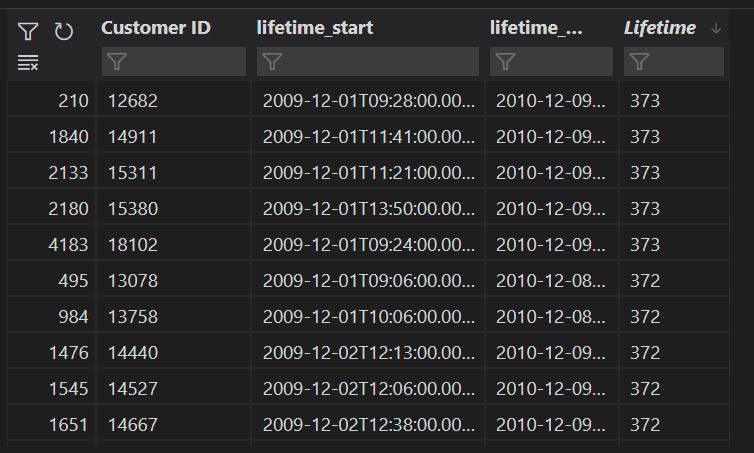 Customer ID lifetime_start lifetime_... Lifetime
210 12682 2009-12-01T09:28:00.00... 2010-12-09... 373
1840 14911 2009-12-01T11:41:00.00... 2010-12-09... 373
2133 15311 2009-12-01T11:21:00.00... 2010-12-09... 373
2180 15380 2009-12-01T13:50:00.00... 2010-12-09... 373
4183 18102 2009-12-01T09:24:00.00... 2010-12-09... 373
495 13078 2009-12-01T09:06:00.00... 2010-12-08... 372
984 13758 2009-12-01T10:06:00.00... 2010-12-08... 372
1476 14440 2009-12-02T12:13:00.00... 2010-12-09... 372
1545 14527 2009-12-02T12:06:00.00... 2010-12-09... 372
1651 14667 2009-12-02T12:38:00.00... 2010-12-09... 372